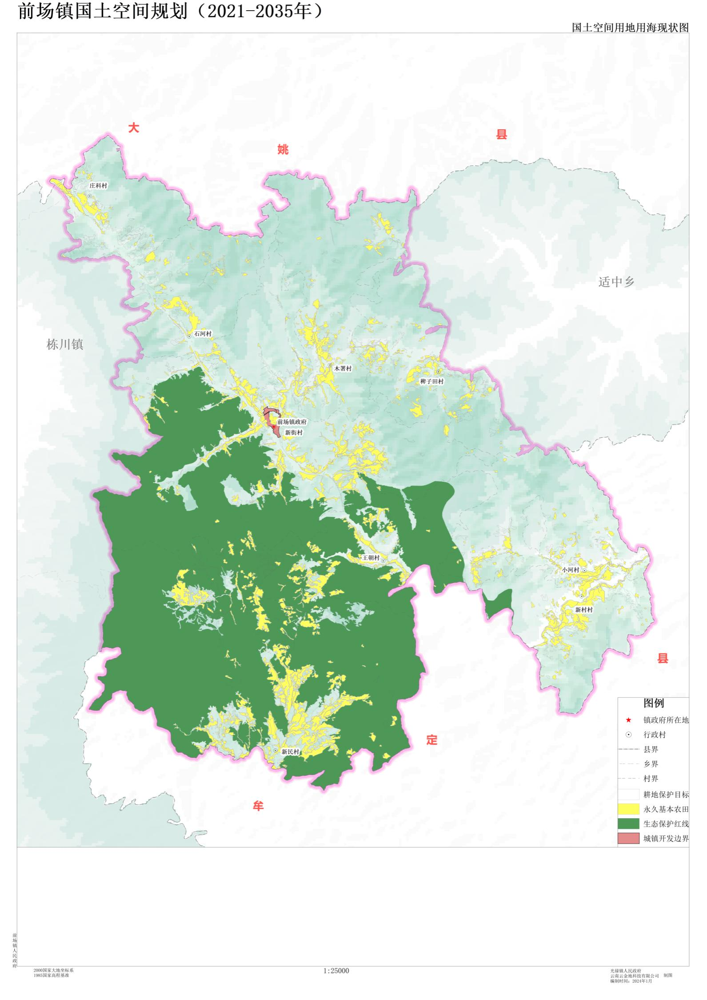 前场镇国土空间规划（2021-2035年）
国土空间用地用海现状图
大
姚
县
庄科村
适中乡
栋川镇
石河村
木署村
稗子田村
前场镇政府
新街村
王朝村
小河村
新村村
县
定
新民村
牟
图例
镇政府所在地
行政村
县界
乡界
村界
耕地保护目标
永久基本农田
生态保护红线
城镇开发边界
前场镇人民政府
2000国家大地坐标系
1985国家高程基准
1:25000
光禄镇人民政府
云南云金地科技有限公司 制图
编制时间：2024年1月